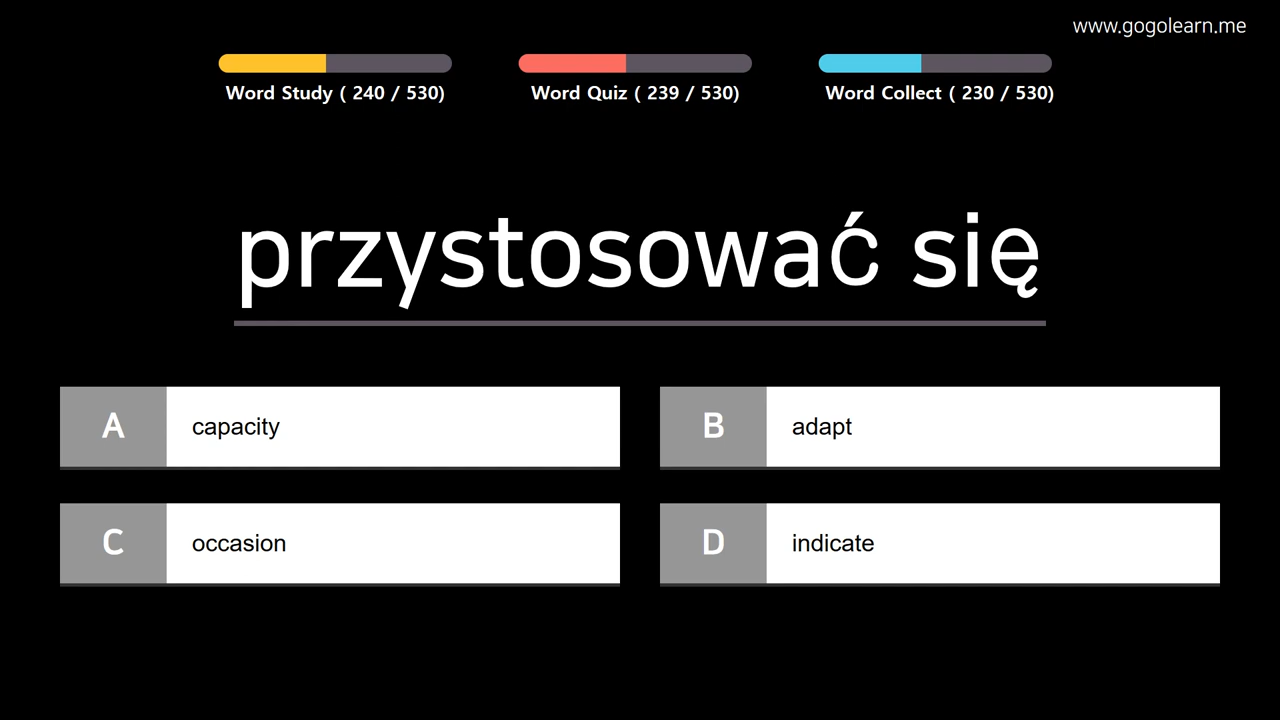 www.gogolearn.me
Word Study ( 240 / 530)
Word Quiz ( 239 / 530)
Word Collect ( 230 / 530)
przystosować się
A capacity
B adapt
C occasion
D indicate